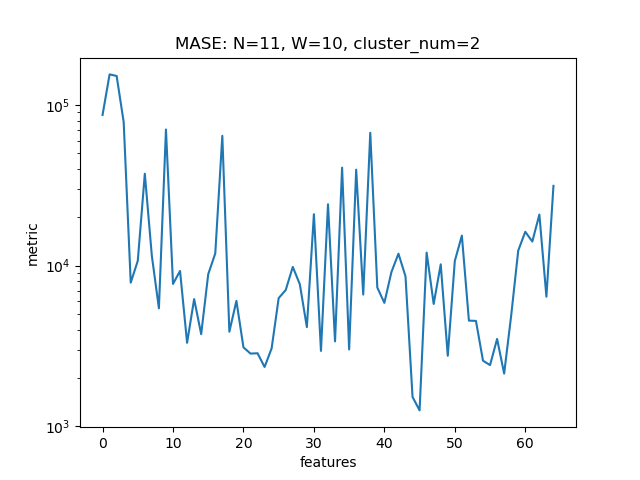 MASE: N=11, W=10, cluster_num=2
10⁵
10⁴
10³
metric
0 10 20 30 40 50 60
features